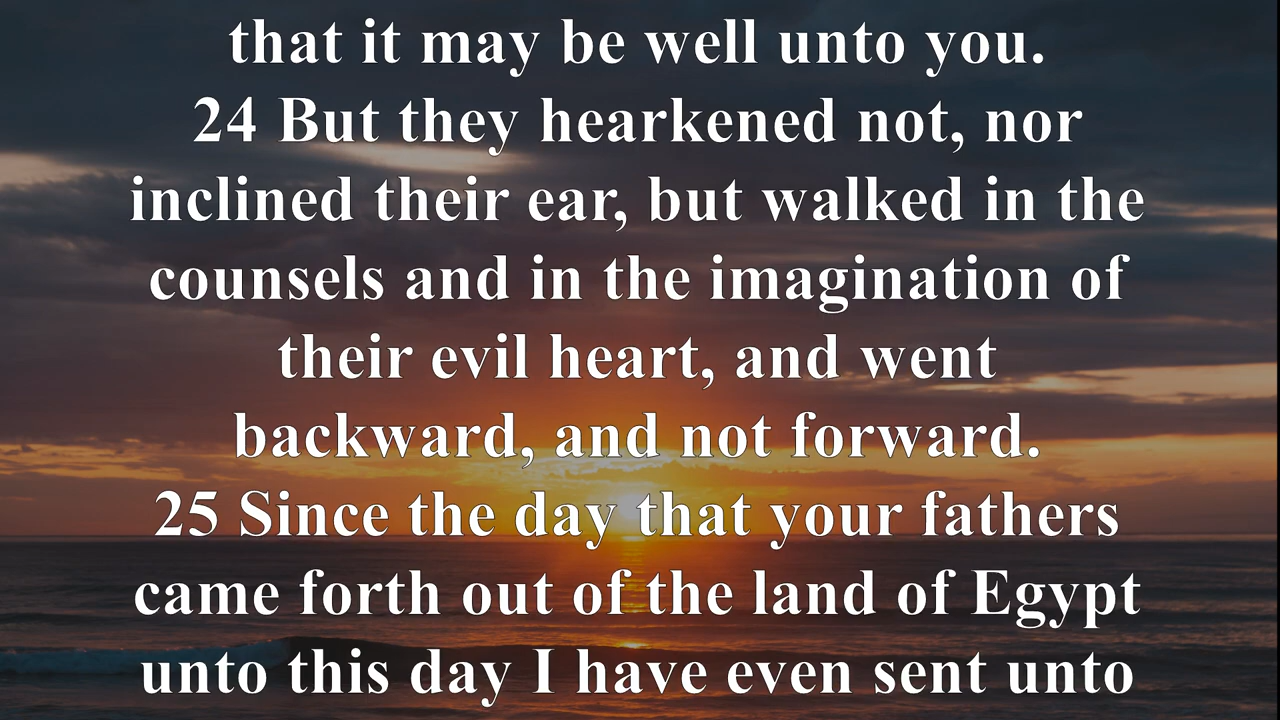 that it may be well unto you.
24 But they hearkened not, nor
inclined their ear, but walked in the
counsels and in the imagination of
their evil heart, and went
backward, and not forward.
25 Since the day that your fathers
came forth out of the land of Egypt
unto this day I have even sent unto